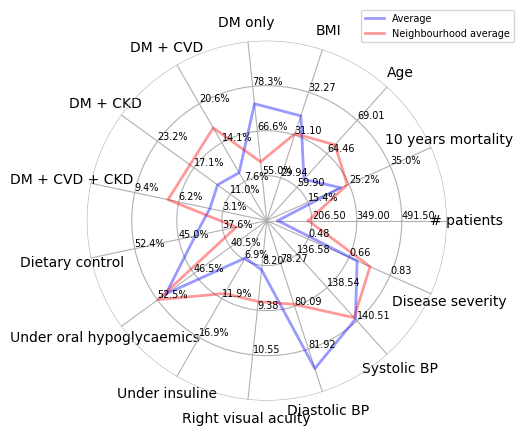 Average
Neighbourhood average
DM only
BMI
DM + CVD
Age
DM + CKD
10 years mortality
DM + CVD + CKD
# patients
Dietary control
Disease severity
Under oral hypoglycaemics
Systolic BP
Under insuline
Diastolic BP
Right visual acuity
206.50
349.00
491.50
15.4%
25.2%
35.0%
59.90
64.46
69.01
29.94
31.10
32.27
55.0%
66.6%
78.3%
7.6%
14.1%
20.6%
11.0%
17.1%
23.2%
3.1%
6.2%
9.4%
37.6%
45.0%
52.4%
40.5%
46.5%
52.5%
6.9%
11.9%
16.9%
8.20
9.38
10.55
78.27
80.09
81.92
136.58
138.54
140.51
0.48
0.66
0.83